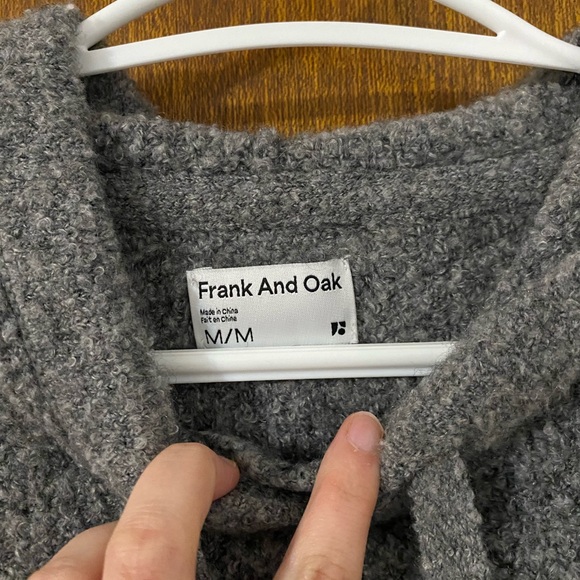 Frank And Oak
Made in China
Fait en Chine
M/M